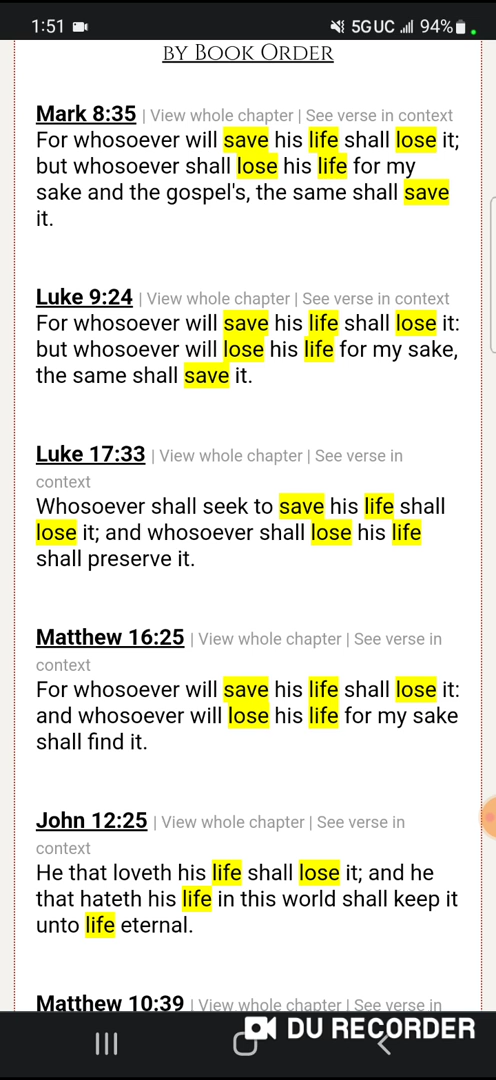 1:51 5GUC 94%
BY BOOK ORDER
Mark 8:35 | View whole chapter | See verse in context
For whosoever will save his life shall lose it;
but whosoever shall lose his life for my
sake and the gospel's, the same shall save
it.
Luke 9:24 | View whole chapter | See verse in context
For whosoever will save his life shall lose it:
but whosoever will lose his life for my sake,
the same shall save it.
Luke 17:33 | View whole chapter | See verse in
context
Whosoever shall seek to save his life shall
lose it; and whosoever shall lose his life
shall preserve it.
Matthew 16:25 | View whole chapter | See verse in
context
For whosoever will save his life shall lose it:
and whosoever will lose his life for my sake
shall find it.
John 12:25 | View whole chapter | See verse in
context
He that loveth his life shall lose it; and he
that hateth his life in this world shall keep it
unto life eternal.
Matthew 10:39 | View whole chapter | See verse in
DU RECORDER